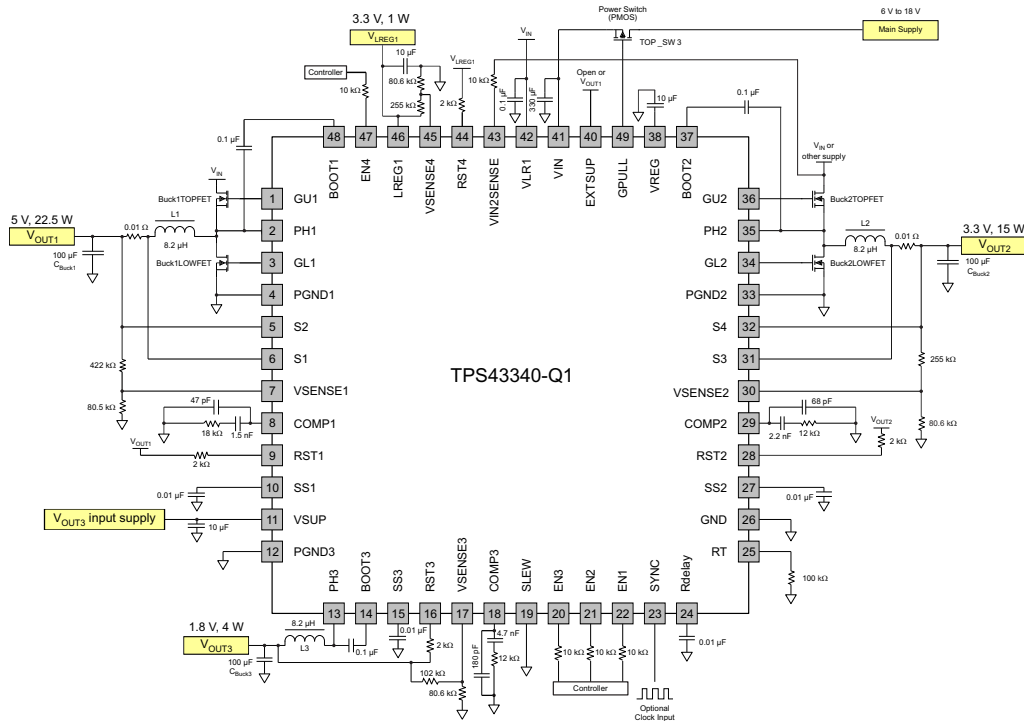 3.3 V, 1 W
V_LREG1
Controller
10 kΩ
10 µF
80.6 kΩ
255 kΩ
V_LREG1
2 kΩ
10 kΩ
V_IN
0.1 µF
330 µF
Power Switch
(PMOS)
TOP_SW3
Open or
V_OUT1
10 µF
0.1 µF
6 V to 18 V
Main Supply
0.1 µF
48
47
46
45
44
43
42
41
40
49
38
37
BOOT1
EN4
LREG1
VSENSE4
RST4
VIN2SENSE
VLR1
VIN
EXTSUP
GPULL
VREG
BOOT2
V_IN
Buck1TOPFET
5 V, 22.5 W
V_OUT1
0.01 Ω
L1
8.2 µH
100 µF
C_Buck1
Buck1LOWFET
422 kΩ
80.5 kΩ
47 pF
18 kΩ
1.5 nF
V_OUT1
2 kΩ
0.01 µF
V_OUT3 input supply
10 µF
1 GU1
2 PH1
3 GL1
4 PGND1
5 S2
6 S1
7 VSENSE1
8 COMP1
9 RST1
10 SS1
11 VSUP
12 PGND3
TPS43340-Q1
GU2 36
PH2 35
GL2 34
PGND2 33
S4 32
S3 31
VSENSE2 30
COMP2 29
RST2 28
SS2 27
GND 26
RT 25
V_IN or
other supply
Buck2TOPFET
L2
8.2 µH
0.01 Ω
3.3 V, 15 W
V_OUT2
100 µF
C_Buck2
Buck2LOWFET
255 kΩ
80.6 kΩ
68 pF
2.2 nF
12 kΩ
V_OUT2
2 kΩ
0.01 µF
100 kΩ
PH3
BOOT3
SS3
RST3
VSENSE3
COMP3
SLEW
EN3
EN2
EN1
SYNC
Rdelay
13
14
15
16
17
18
19
20
21
22
23
24
1.8 V, 4 W
V_OUT3
8.2 µH
L3
100 µF
C_Buck3
0.1 µF
0.01 µF
2 kΩ
102 kΩ
80.6 kΩ
180 pF
4.7 nF
12 kΩ
10 kΩ
10 kΩ
10 kΩ
Controller
Optional
Clock Input
0.01 µF